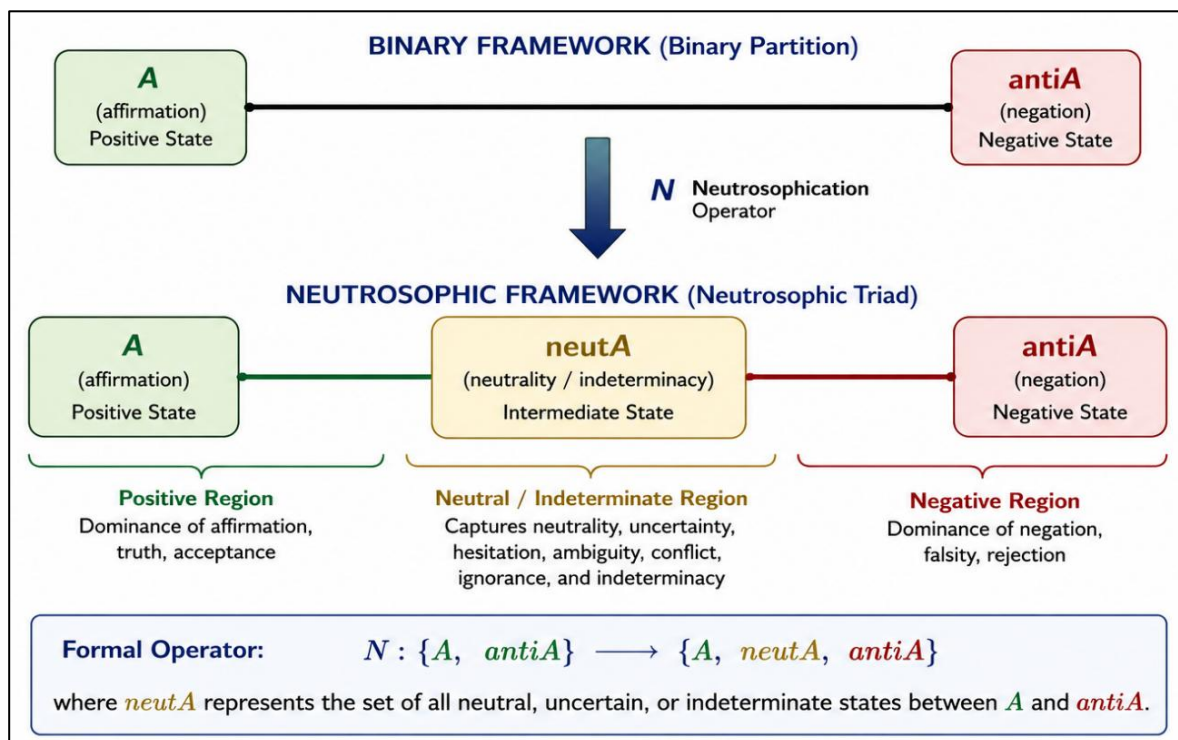 BINARY FRAMEWORK (Binary Partition)
A
(affirmation)
Positive State
antiA
(negation)
Negative State
N Neutrosophication
Operator
NEUTROSOPHIC FRAMEWORK (Neutrosophic Triad)
A
(affirmation)
Positive State
neutA
(neutrality / indeterminacy)
Intermediate State
antiA
(negation)
Negative State
Positive Region
Dominance of affirmation,
truth, acceptance
Neutral / Indeterminate Region
Captures neutrality, uncertainty,
hesitation, ambiguity, conflict,
ignorance, and indeterminacy
Negative Region
Dominance of negation,
falsity, rejection
Formal Operator: N : {A, antiA} ⟶ {A, neutA, antiA}
where neutA represents the set of all neutral, uncertain, or indeterminate states between A and antiA.